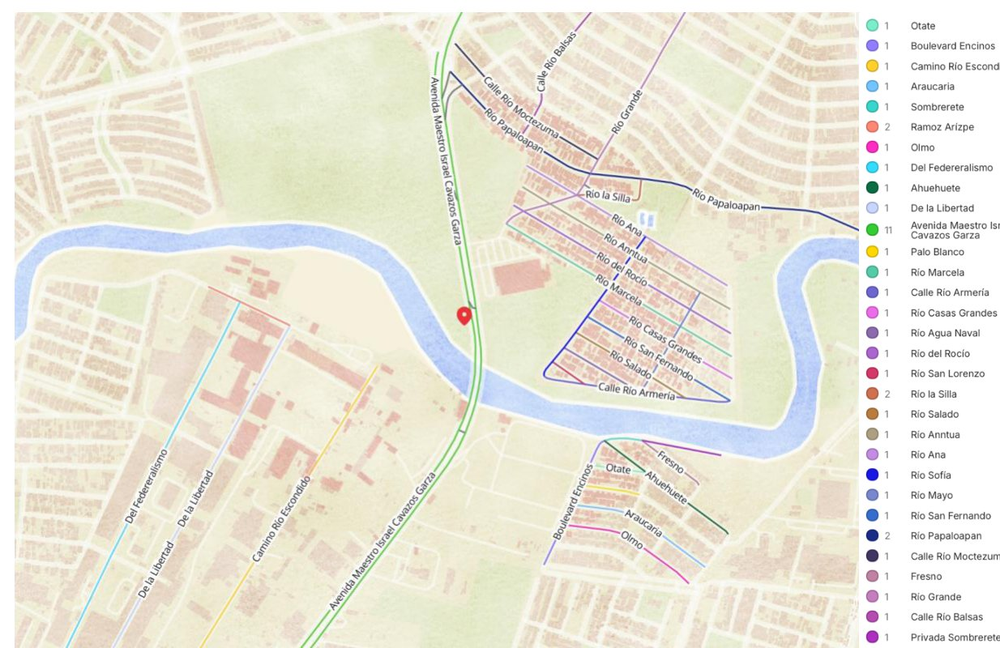 Calle Río Balsas
Avenida Maestro Israel Cavazos Garza
Calle Río Moctezuma
Río Grande
Río Papaloapan
Río la Silla
Río Papaloapan
Río Ana
Río Anntua
Río del Rocío
Río Marcela
Río Casas Grandes
Río San Fernando
Río Salado
Calle Río Armería
Del Federeralismo
De la Libertad
De la Libertad
Camino Río Escondido
Avenida Maestro Israel Cavazos Garza
Boulevard Encinos
Fresno
Otate
Ahuehuete
Araucaria
Olmo
1 Otate
1 Boulevard Encinos
1 Camino Río Escondi
1 Araucaria
1 Sombrerete
2 Ramoz Arízpe
1 Olmo
1 Del Federeralismo
1 Ahuehuete
1 De la Libertad
11 Avenida Maestro Isr
Cavazos Garza
1 Palo Blanco
1 Río Marcela
1 Calle Río Armería
1 Río Casas Grandes
1 Río Agua Naval
1 Río del Rocío
1 Río San Lorenzo
2 Río la Silla
1 Río Salado
1 Río Anntua
1 Río Ana
1 Río Sofía
1 Río Mayo
1 Río San Fernando
2 Río Papaloapan
1 Calle Río Moctezum
1 Fresno
1 Río Grande
1 Calle Río Balsas
1 Privada Sombrerete